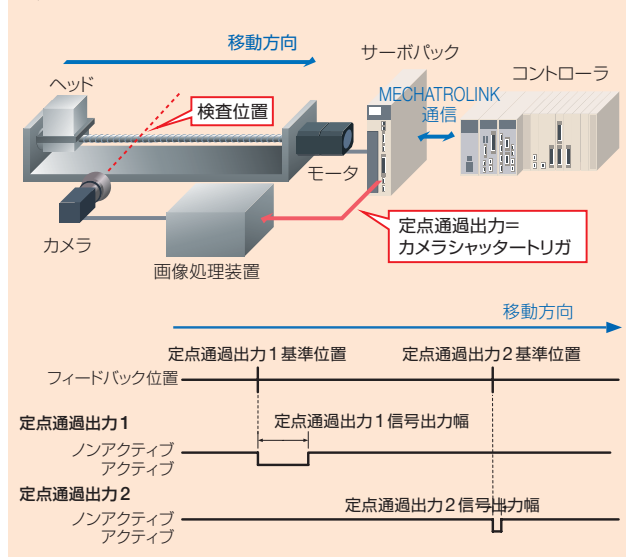 移動方向
サーボパック
コントローラ
ヘッド
MECHATROLINK
通信
検査位置
モータ
カメラ
画像処理装置
定点通過出力=
カメラシャッタートリガ
移動方向
定点通過出力1基準位置
定点通過出力2基準位置
フィードバック位置
定点通過出力1
定点通過出力1信号出力幅
ノンアクティブ
アクティブ
定点通過出力2
定点通過出力2信号出力幅
ノンアクティブ
アクティブ